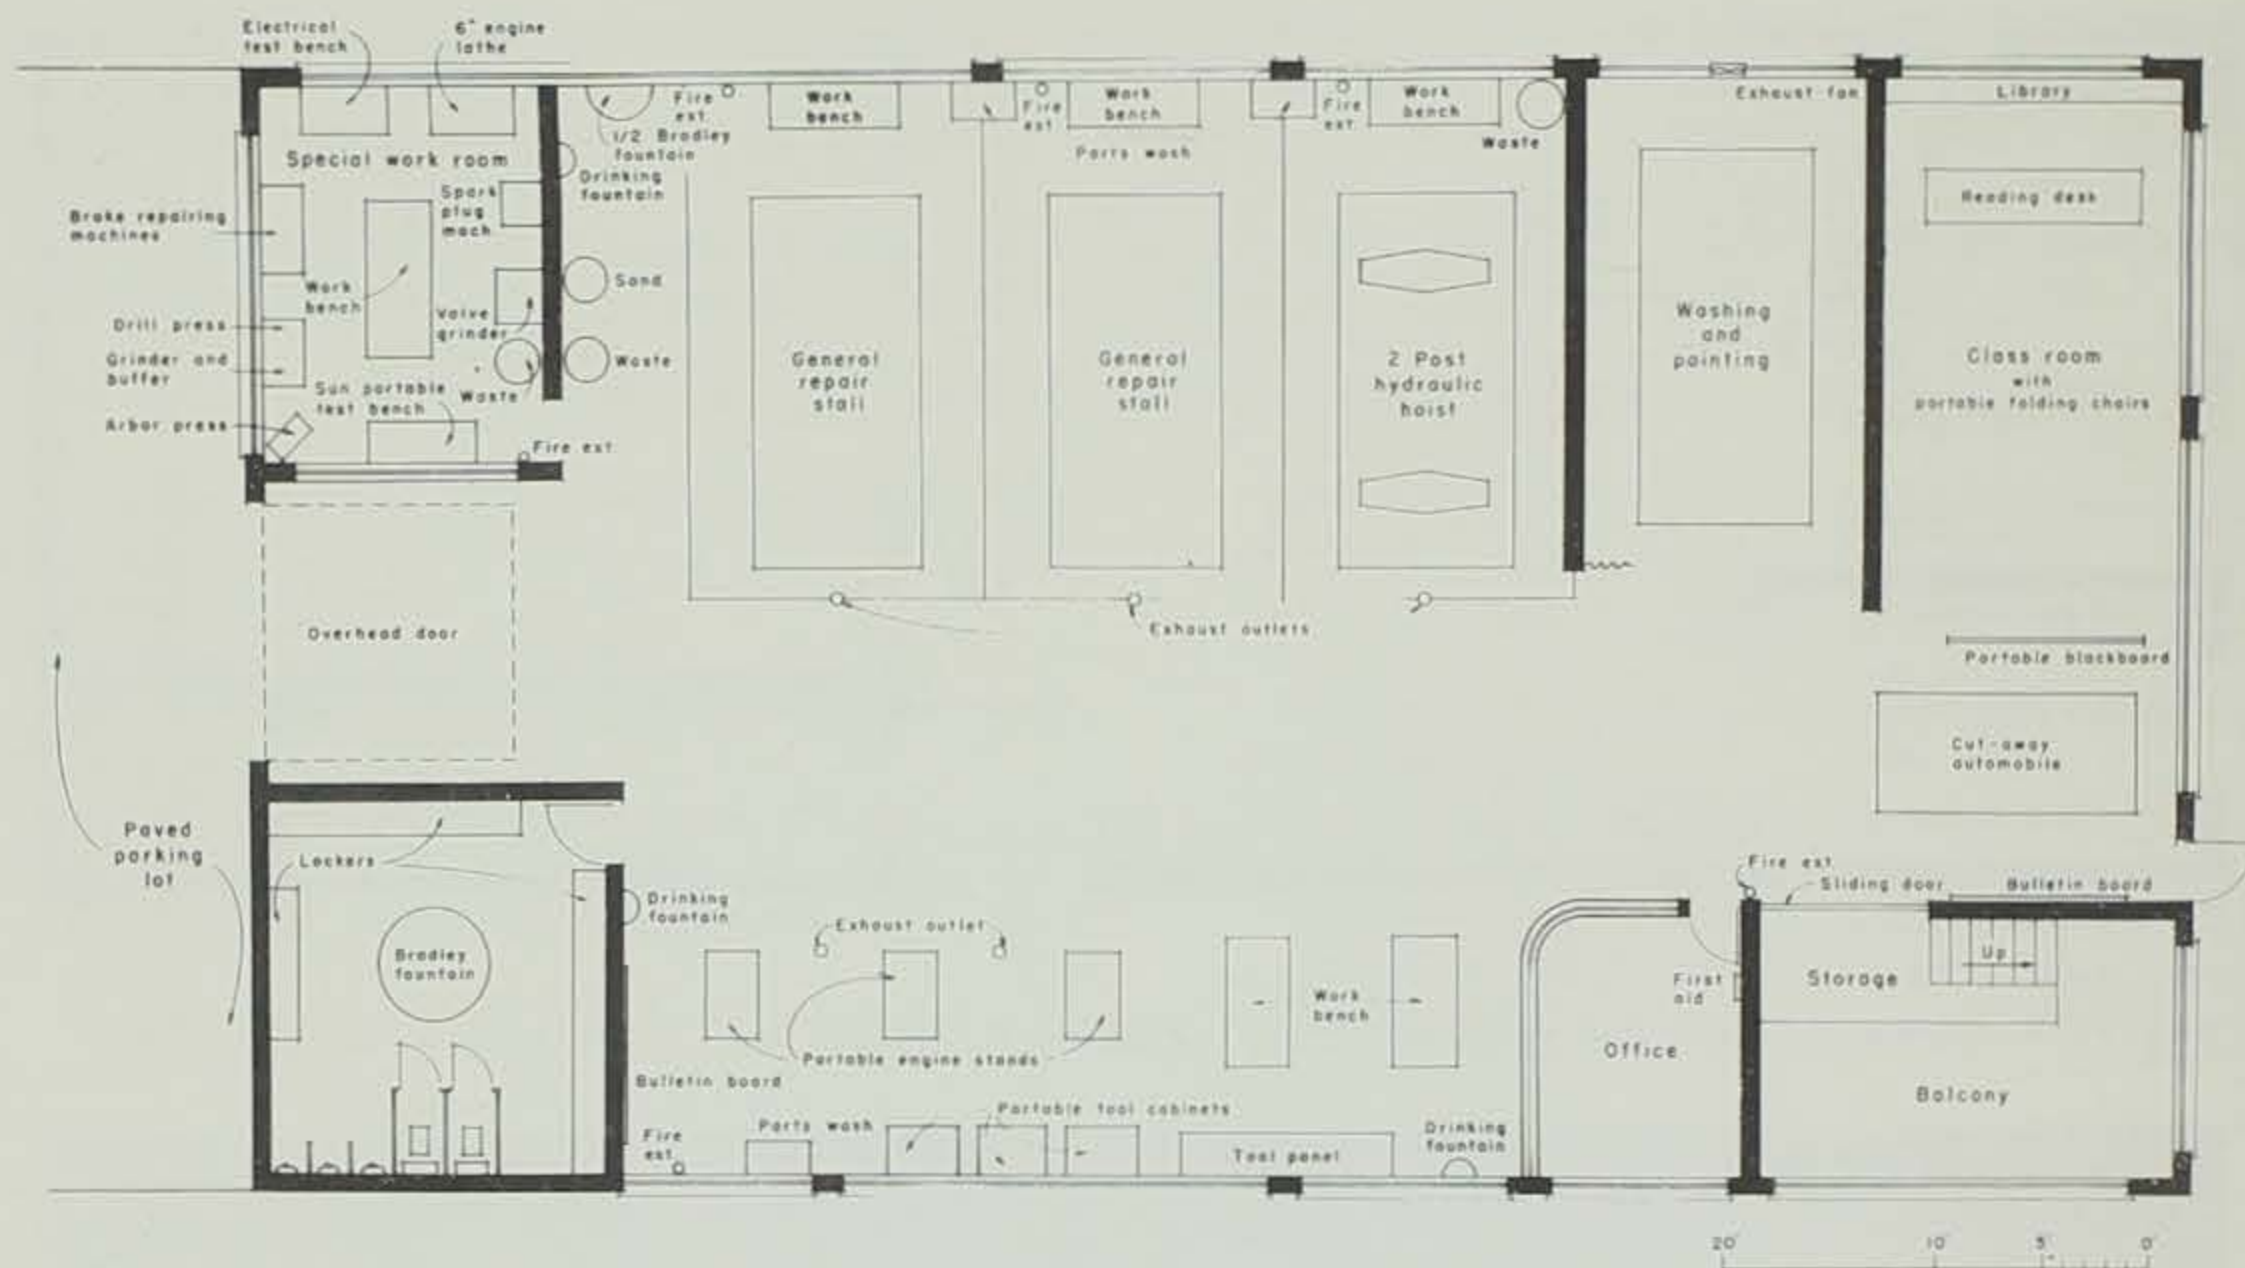 Electrical
test bench
6" engine
lathe
Special work room
Brake repairing
machines
Spark
plug
mach
Work
bench
Valve
grinder
Drill press
Grinder and
buffer
Sun portable
test bench
Waste
Arbor press
Fire ext.
1/2 Bradley
fountain
Drinking
fountain
Sand
Waste
Fire
ext
Work
bench
Fire
ext
Work
bench
Parts wash
Fire
ext
Work
bench
Waste
General
repair
stall
General
repair
stall
2 Post
hydraulic
hoist
Exhaust fan
Washing
and
painting
Library
Reading desk
Class room
with
portable folding chairs
Portable blackboard
Cut-away
automobile
Exhaust outlets
Overhead door
Paved
parking
lot
Lockers
Bradley
fountain
Drinking
fountain
Exhaust outlet
Portable engine stands
Work
bench
Bulletin board
Fire
ext.
Parts wash
Portable tool cabinets
Tool panel
Drinking
fountain
Office
First
aid
Fire ext.
Sliding door
Bulletin board
Storage
Up
Balcony
20' 10' 5' 0'